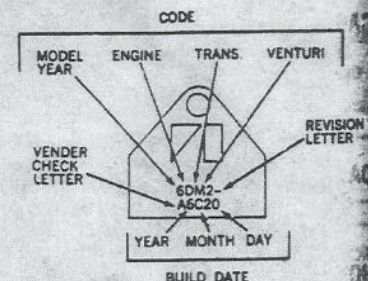 CODE
MODEL YEAR ENGINE TRANS. VENTURI
VENDER CHECK LETTER
REVISION LETTER
6DM2-
A6C20
YEAR MONTH DAY
BUILD DATE